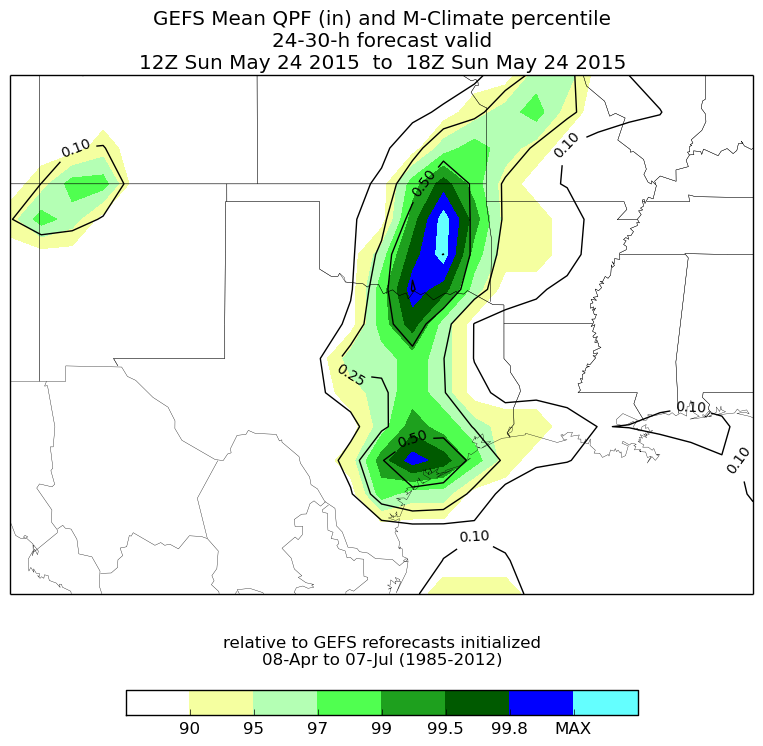 GEFS Mean QPF (in) and M-Climate percentile
24-30-h forecast valid
12Z Sun May 24 2015  to  18Z Sun May 24 2015
0.10
0.10
0.50
0.25
0.50
0.10
0.10
0.10
relative to GEFS reforecasts initialized
08-Apr to 07-Jul (1985-2012)
90 95 97 99 99.5 99.8 MAX